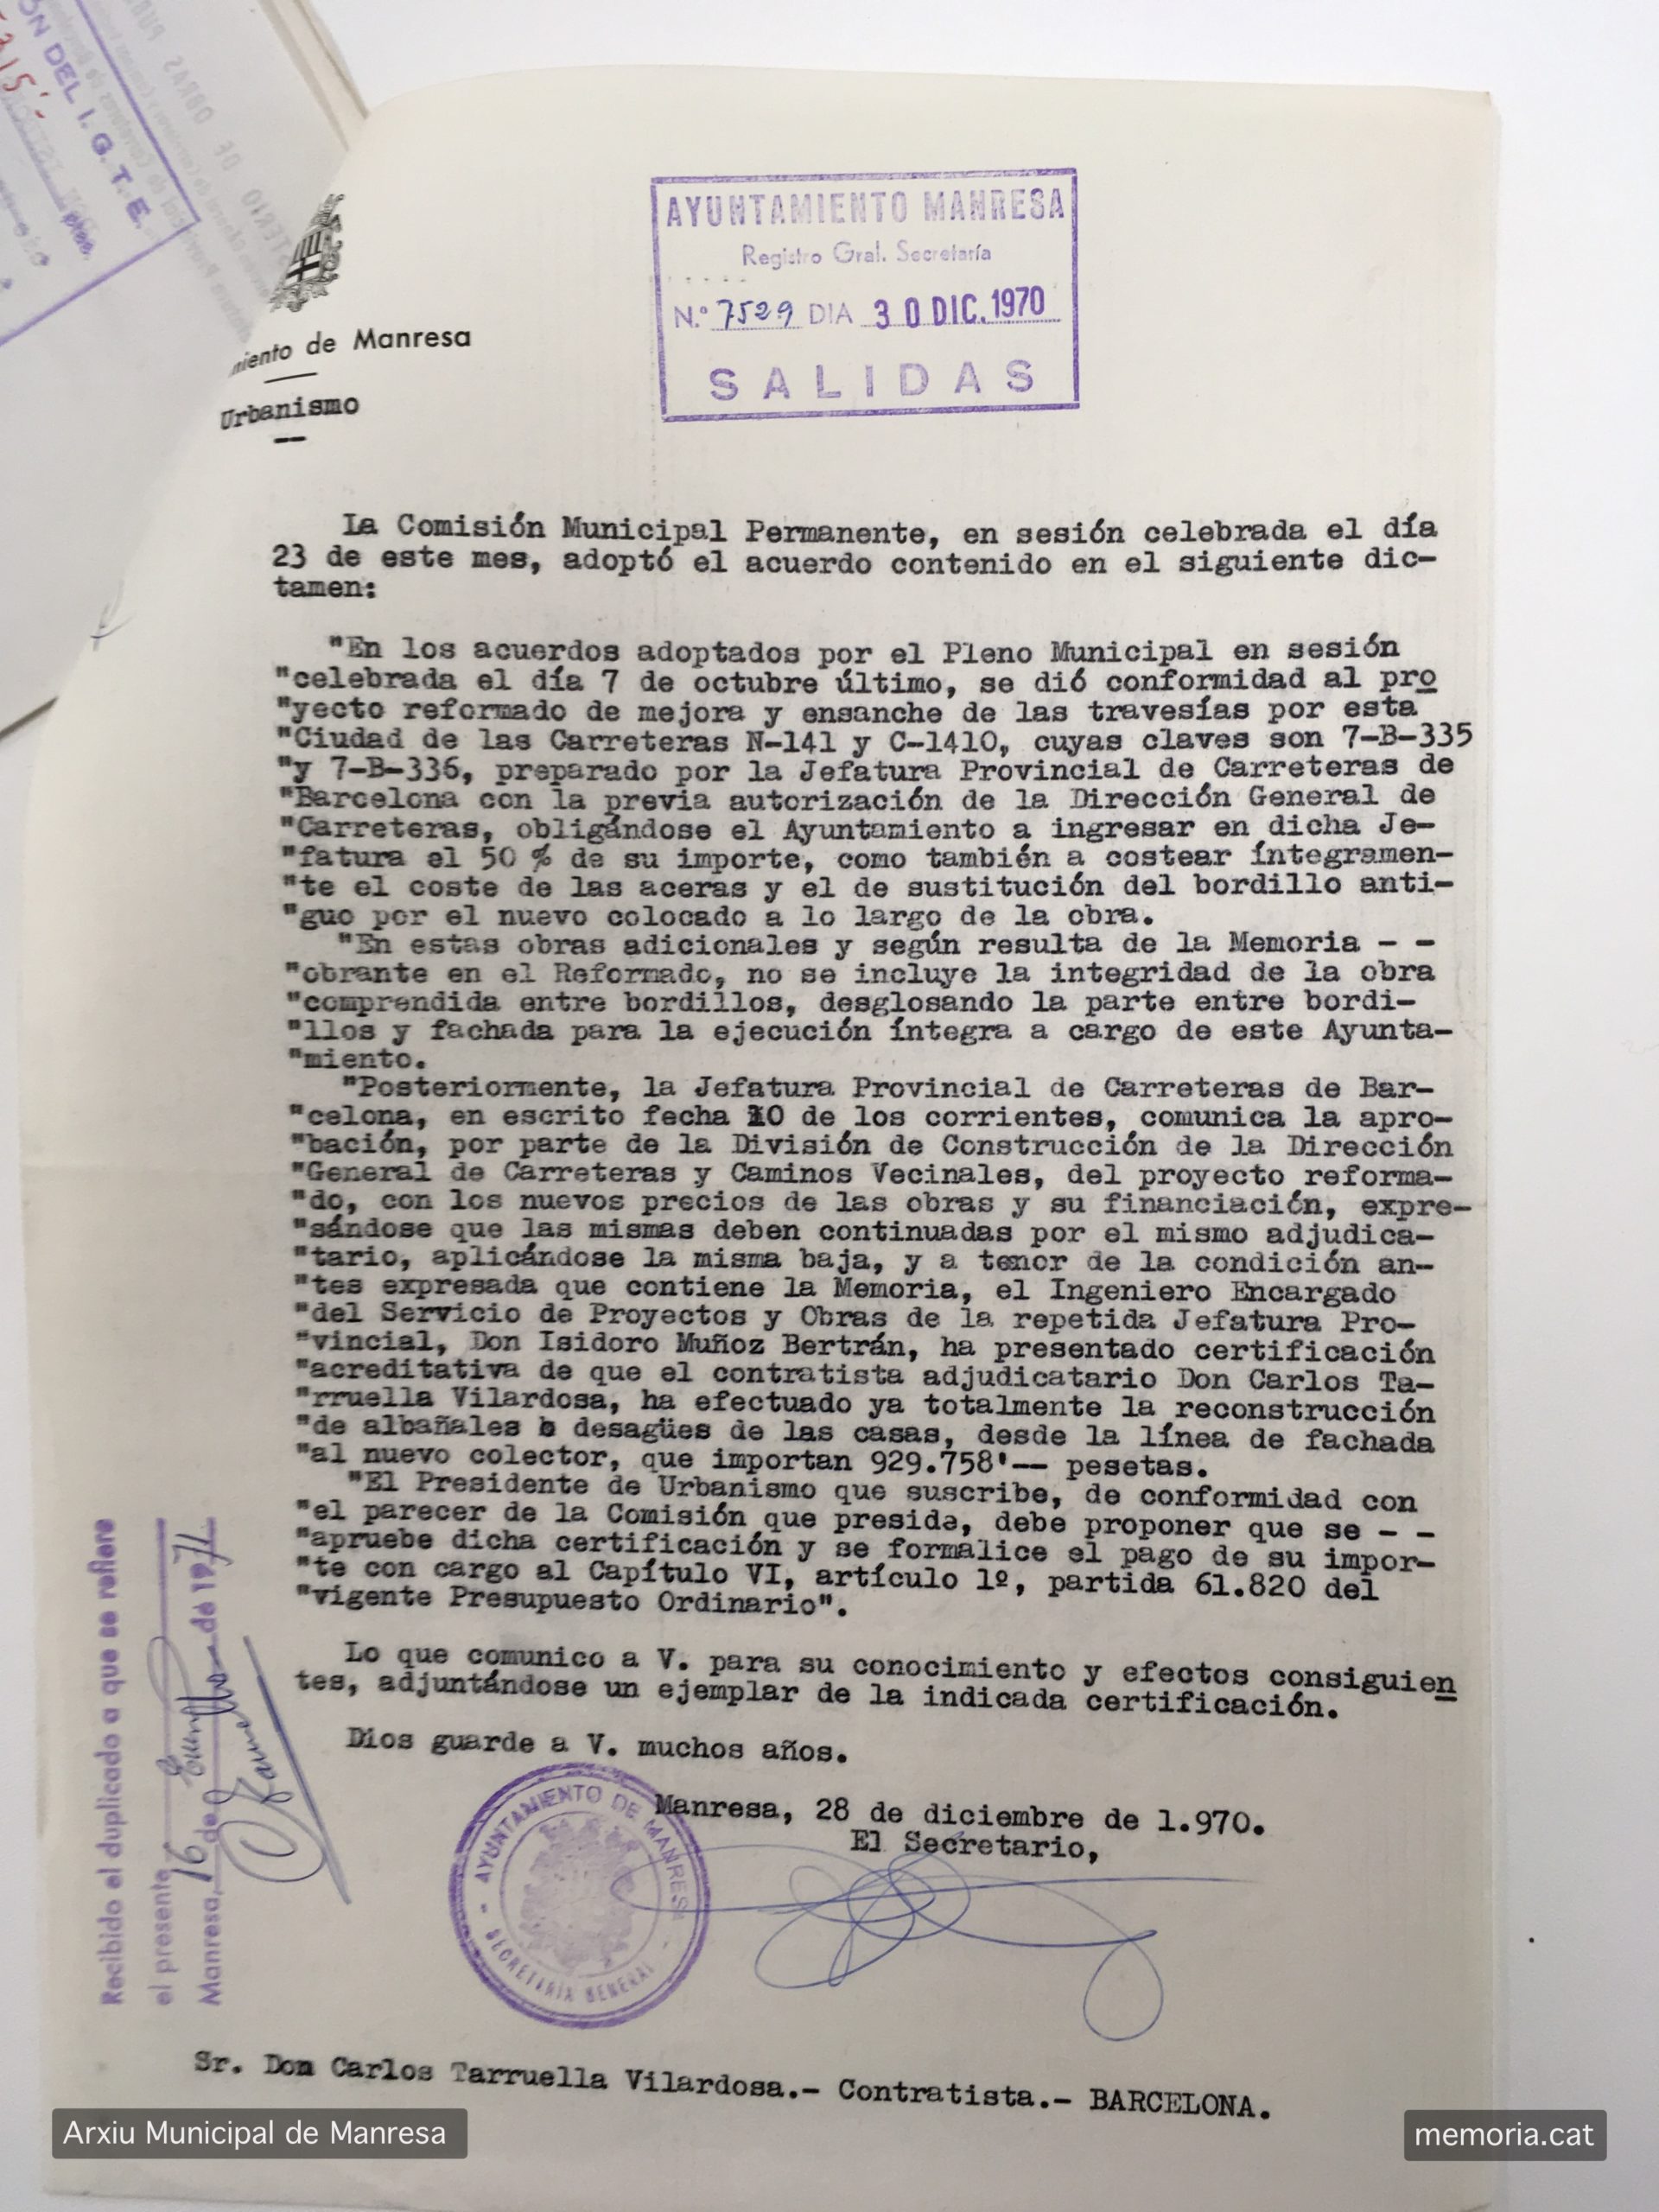 ÓN DEL I.G.T.E.
AYUNTAMIENTO MANRESA
Registro Gral. Secretaría
N.º 7529 DIA 30 DIC. 1970
SALIDAS
miento de Manresa
Urbanismo
La Comisión Municipal Permanente, en sesión celebrada el día
23 de este mes, adoptó el acuerdo contenido en el siguiente dic-
tamen:
"En los acuerdos adoptados por el Pleno Municipal en sesión
"celebrada el día 7 de octubre último, se dió conformidad al pro
"yecto reformado de mejora y ensanche de las travesías por esta
"Ciudad de las Carreteras N-141 y C-1410, cuyas claves son 7-B-335
"y 7-B-336, preparado por la Jefatura Provincial de Carreteras de
"Barcelona con la previa autorización de la Dirección General de
"Carreteras, obligándose el Ayuntamiento a ingresar en dicha Je-
"fatura el 50 % de su importe, como también a costear íntegramen-
"te el coste de las aceras y el de sustitución del bordillo anti-
"guo por el nuevo colocado a lo largo de la obra.
"En estas obras adicionales y según resulta de la Memoria - -
"obrante en el Reformado, no se incluye la integridad de la obra
"comprendida entre bordillos, desglosando la parte entre bordi-
"llos y fachada para la ejecución íntegra a cargo de este Ayunta-
"miento.
"Posteriormente, la Jefatura Provincial de Carreteras de Bar-
"celona, en escrito fecha 10 de los corrientes, comunica la apro-
"bación, por parte de la División de Construcción de la Dirección
"General de Carreteras y Caminos Vecinales, del proyecto reforma-
"do, con los nuevos precios de las obras y su financiación, expre-
"sándose que las mismas deben continuadas por el mismo adjudica-
"tario, aplicándose la misma baja, y a tenor de la condición an-
"tes expresada que contiene la Memoria, el Ingeniero Encargado
"del Servicio de Proyectos y Obras de la repetida Jefatura Pro-
"vincial, Don Isidoro Muñoz Bertrán, ha presentado certificación
"acreditativa de que el contratista adjudicatario Don Carlos Ta-
"rruella Vilardosa, ha efectuado ya totalmente la reconstrucción
"de albañales o desagües de las casas, desde la línea de fachada
"al nuevo colector, que importan 929.758'-- pesetas.
"El Presidente de Urbanismo que suscribe, de conformidad con
"el parecer de la Comisión que preside, debe proponer que se - -
"apruebe dicha certificación y se formalice el pago de su impor-
"te con cargo al Capítulo VI, artículo 1º, partida 61.820 del
"vigente Presupuesto Ordinario".
Lo que comunico a V. para su conocimiento y efectos consiguien
tes, adjuntándose un ejemplar de la indicada certificación.
Dios guarde a V. muchos años.
Manresa, 28 de diciembre de 1.970.
El Secretario,
AYUNTAMIENTO DE MANRESA
SECRETARÍA GENERAL
Recibido el duplicado a que se refiere
el presente
Manresa, 16 de de 1971
Sr. Don Carlos Tarruella Vilardosa.- Contratista.- BARCELONA.
Arxiu Municipal de Manresa
memoria.cat